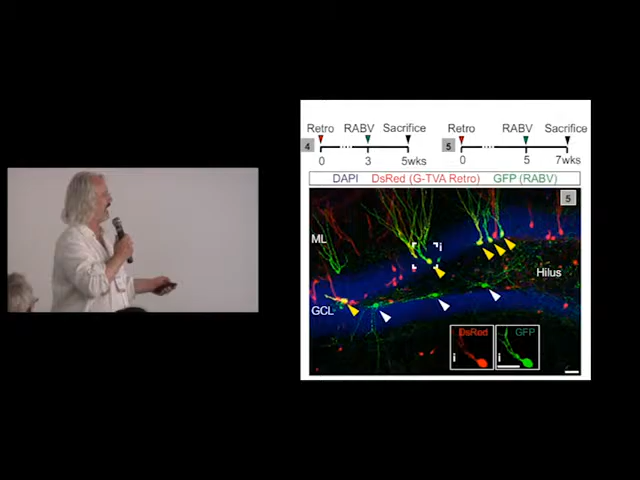 Retro RABV Sacrifice Retro RABV Sacrifice
4 5
0 3 5wks 0 5 7wks
DAPI DsRed (G-TVA Retro) GFP (RABV)
5
ML
i
Hilus
GCL
DsRed GFP
i i